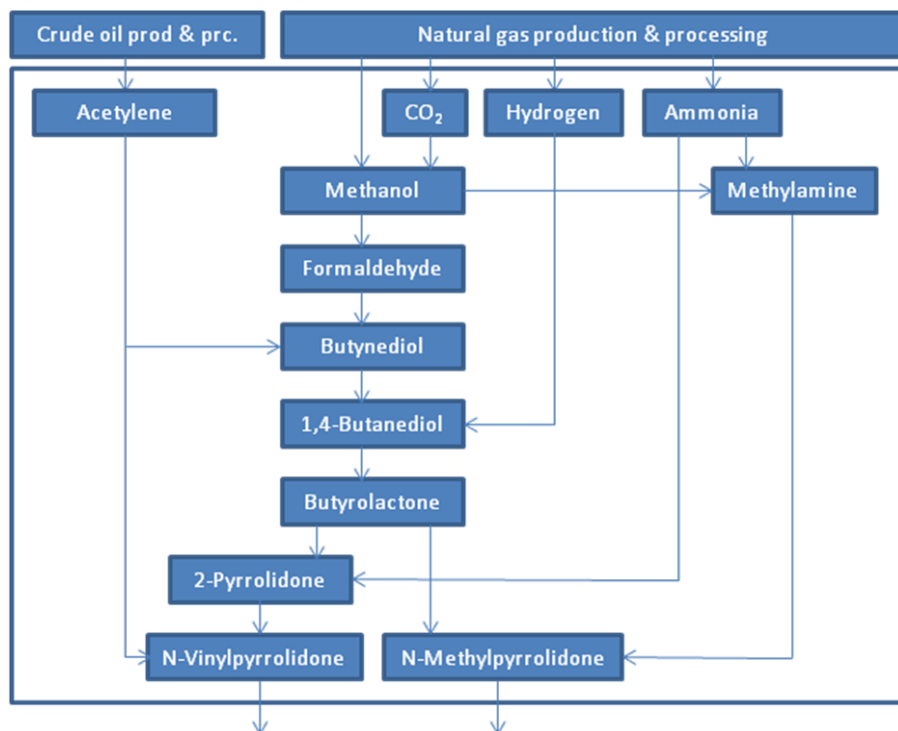 Crude oil prod & prc.
Natural gas production & processing
Acetylene
CO₂
Hydrogen
Ammonia
Methanol
Methylamine
Formaldehyde
Butynediol
1,4-Butanediol
Butyrolactone
2-Pyrrolidone
N-Vinylpyrrolidone
N-Methylpyrrolidone